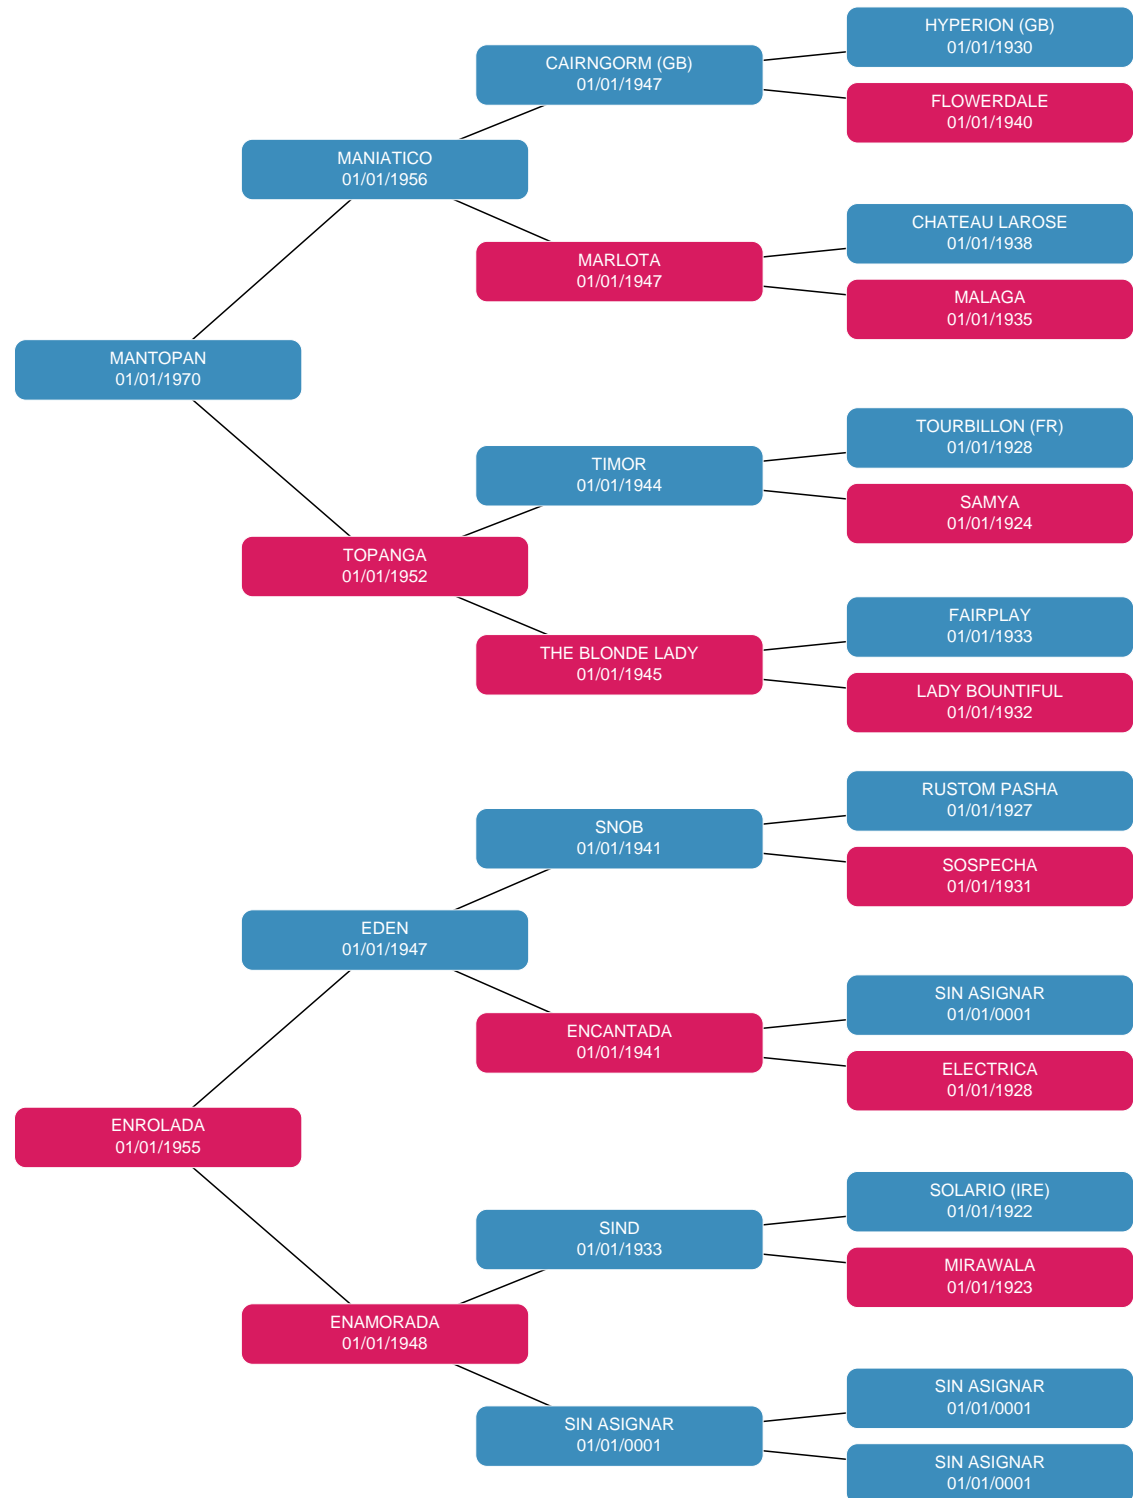 HYPERION (GB)
01/01/1930
CAIRNGORM (GB)
01/01/1947
FLOWERDALE
01/01/1940
MANIATICO
01/01/1956
CHATEAU LAROSE
01/01/1938
MARLOTA
01/01/1947
MALAGA
01/01/1935
MANTOPAN
01/01/1970
TOURBILLON (FR)
01/01/1928
TIMOR
01/01/1944
SAMYA
01/01/1924
TOPANGA
01/01/1952
FAIRPLAY
01/01/1933
THE BLONDE LADY
01/01/1945
LADY BOUNTIFUL
01/01/1932
RUSTOM PASHA
01/01/1927
SNOB
01/01/1941
SOSPECHA
01/01/1931
EDEN
01/01/1947
SIN ASIGNAR
01/01/0001
ENCANTADA
01/01/1941
ELECTRICA
01/01/1928
ENROLADA
01/01/1955
SOLARIO (IRE)
01/01/1922
SIND
01/01/1933
MIRAWALA
01/01/1923
ENAMORADA
01/01/1948
SIN ASIGNAR
01/01/0001
SIN ASIGNAR
01/01/0001
SIN ASIGNAR
01/01/0001